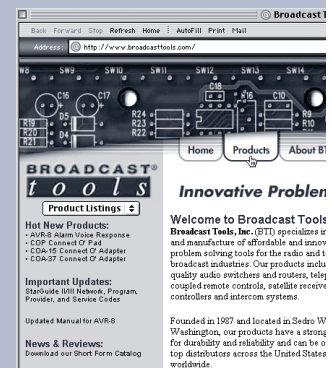 Broadcast T
Back Forward Stop Refresh Home AutoFill Print Mail
Address: http://www.broadcasttools.com/
W8 SW9 SW10 SW11 SW12 SW13 SW14
C16 C17 C18 C10
R19 D5 R24 R9
R20 R23 R10
R21 D4 R22 R11
Home Products About BT
BROADCAST®
tools
Product Listings
Innovative Problem
Hot New Products:
• AVR-8 Alarm Voice Response
• COP Connect O' Pad
• COA-15 Connect O' Adapter
• COA-37 Connect O' Adapter
Important Updates:
StarGuide II/III Network, Program,
Provider, and Service Codes
Updated Manual for AVR-8
News & Reviews:
Download our Short Form Catalog
Welcome to Broadcast Tools
Broadcast Tools, Inc. (BTI) specializes in
and manufacture of affordable and innov
problem solving tools for the radio and t
broadcast industries. Our products inclu
quality audio switchers and routers, telep
coupled remote controls, satellite receive
controllers and intercom systems.
Founded in 1987 and located in Sedro W
Washington, our products have a strong
for durability and reliability and can be o
top distributors across the United States
worldwide.